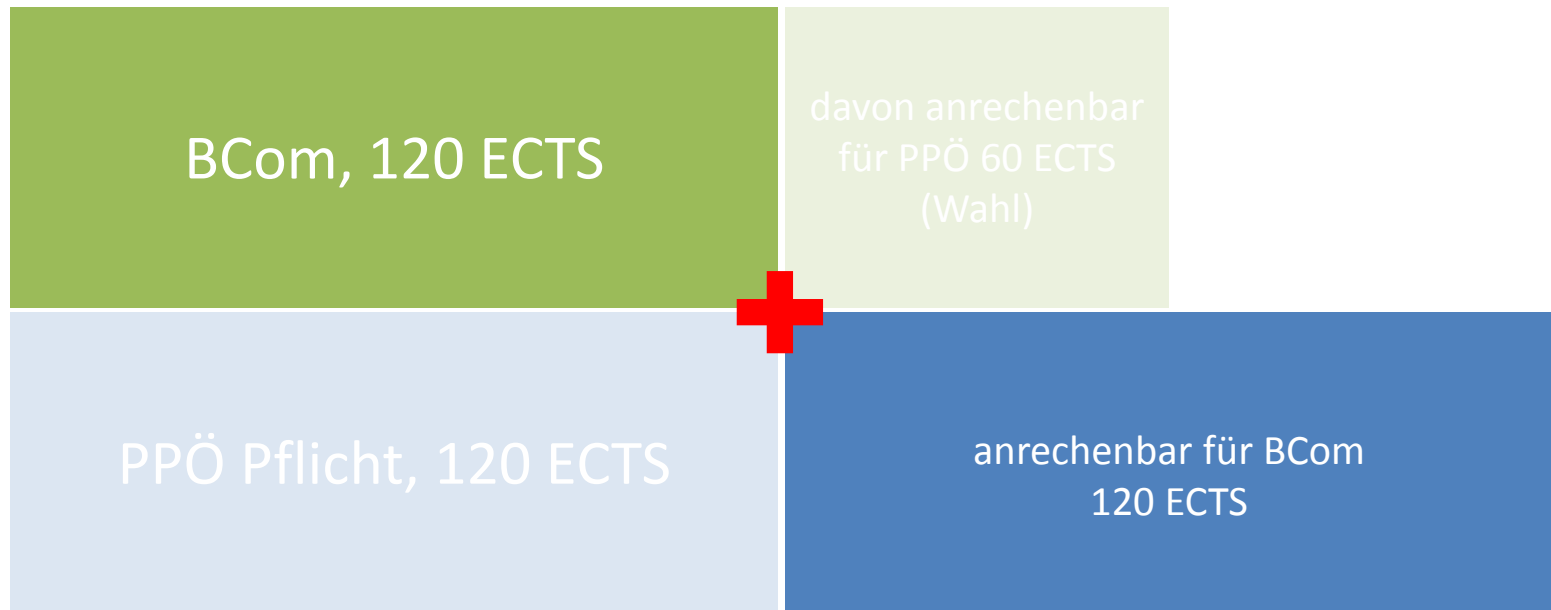 BCom, 120 ECTS
davon anrechenbar
für PPÖ 60 ECTS
(Wahl)
PPÖ Pflicht, 120 ECTS
anrechenbar für BCom
120 ECTS